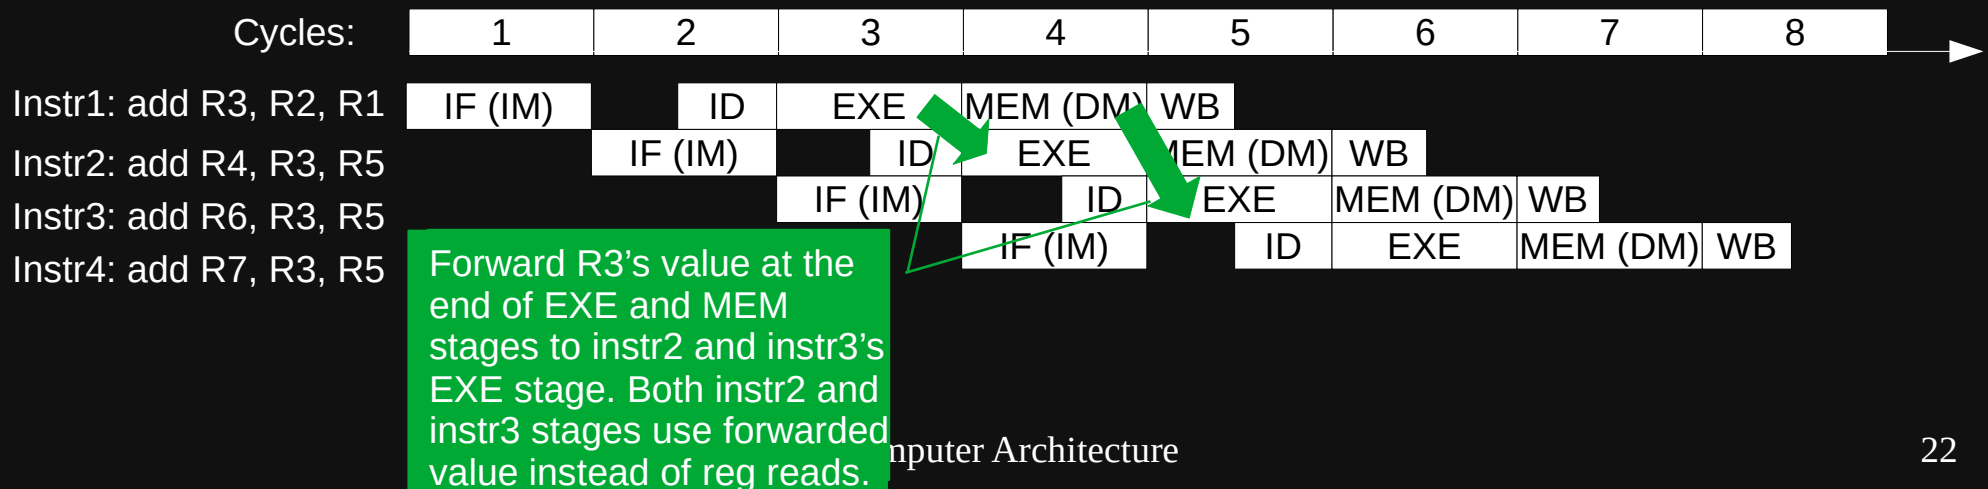 Cycles: 1 2 3 4 5 6 7 8
Instr1: add R3, R2, R1 IF (IM) ID EXE MEM (DM) WB
Instr2: add R4, R3, R5 IF (IM) ID EXE MEM (DM) WB
Instr3: add R6, R3, R5 IF (IM) ID EXE MEM (DM) WB
Instr4: add R7, R3, R5 IF (IM) ID EXE MEM (DM) WB
Forward R3’s value at the
end of EXE and MEM
stages to instr2 and instr3’s
EXE stage. Both instr2 and
instr3 stages use forwarded
value instead of reg reads.
mputer Architecture 22